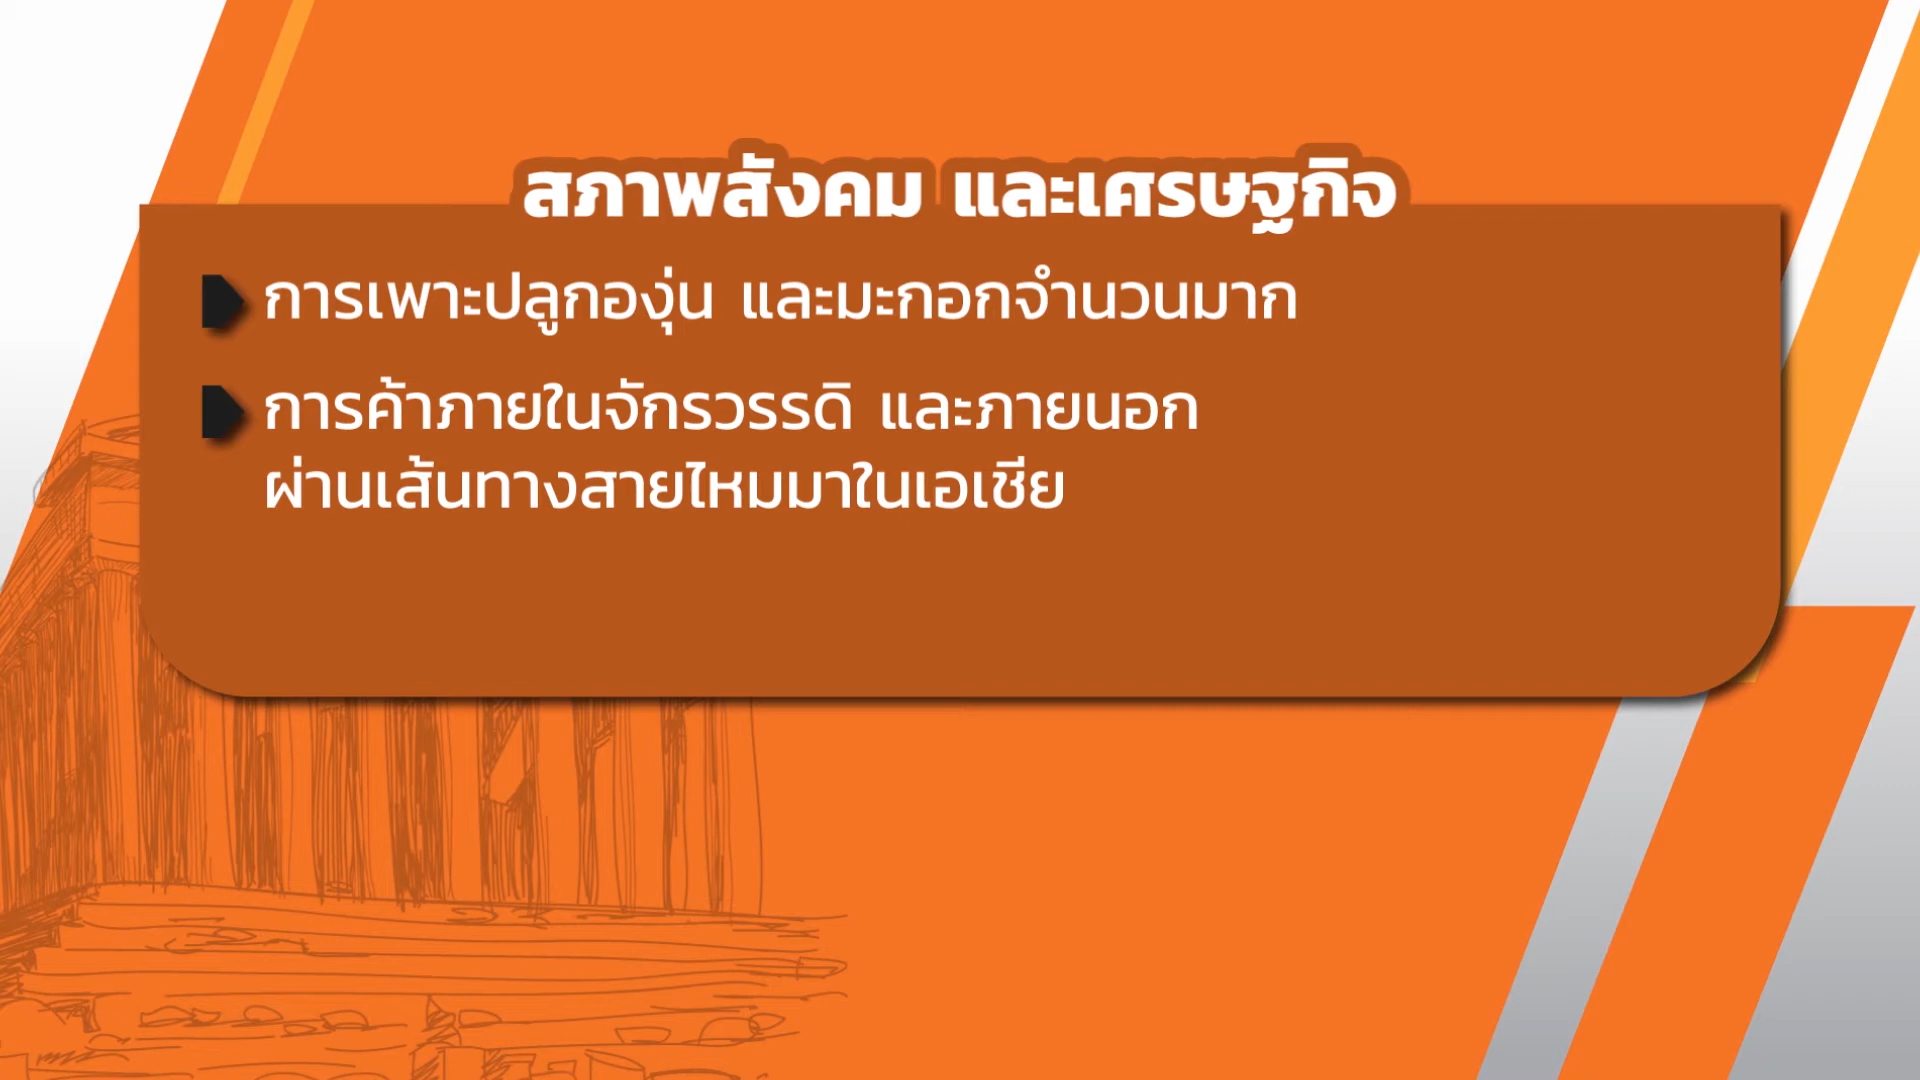 สภาพสังคม และเศรษฐกิจ
การเพาะปลูกองุ่น และมะกอกจำนวนมาก
การค้าภายในจักรวรรดิ และภายนอก
ผ่านเส้นทางสายไหมมาในเอเชีย